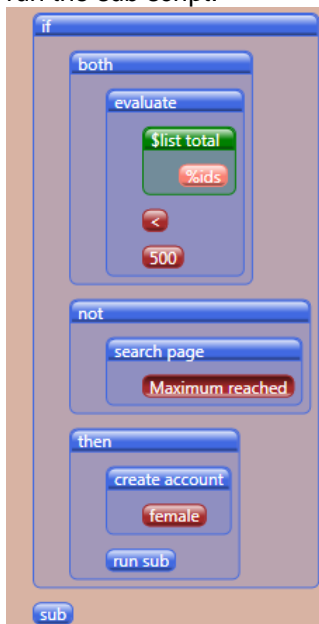 run the sub script.
if
both
evaluate
$list total
%ids
<
500
not
search page
Maximum reached
then
create account
female
run sub
sub